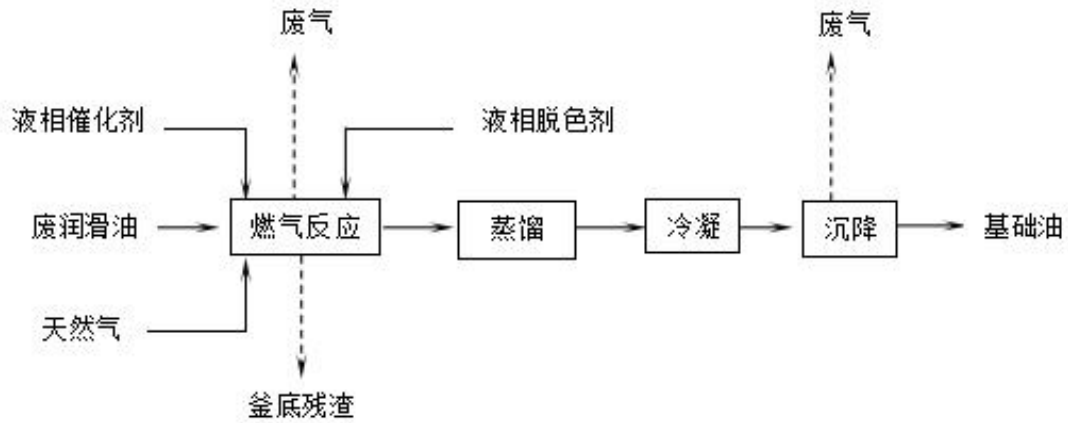 废气
废气
液相催化剂
液相脱色剂
废润滑油
燃气反应
蒸馏
冷凝
沉降
基础油
天然气
釜底残渣